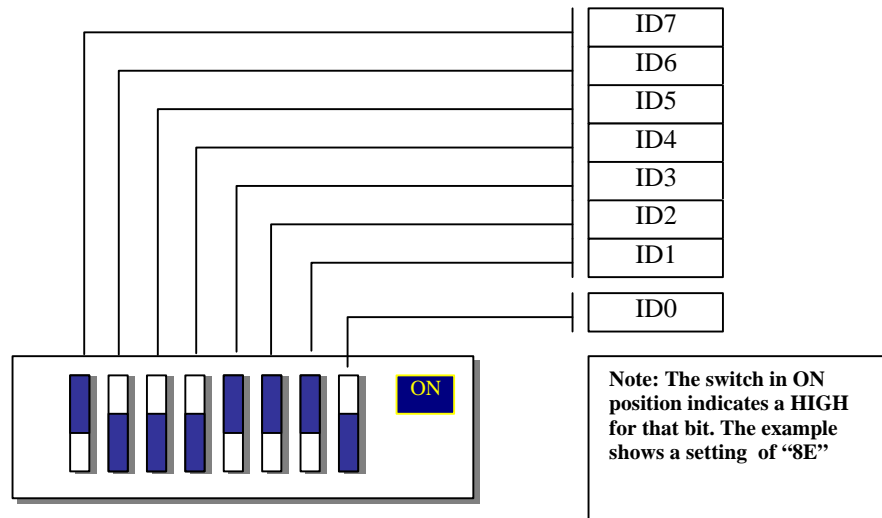 ID7
ID6
ID5
ID4
ID3
ID2
ID1
ID0
ON
Note: The switch in ON
position indicates a HIGH
for that bit. The example
shows a setting of “8E”